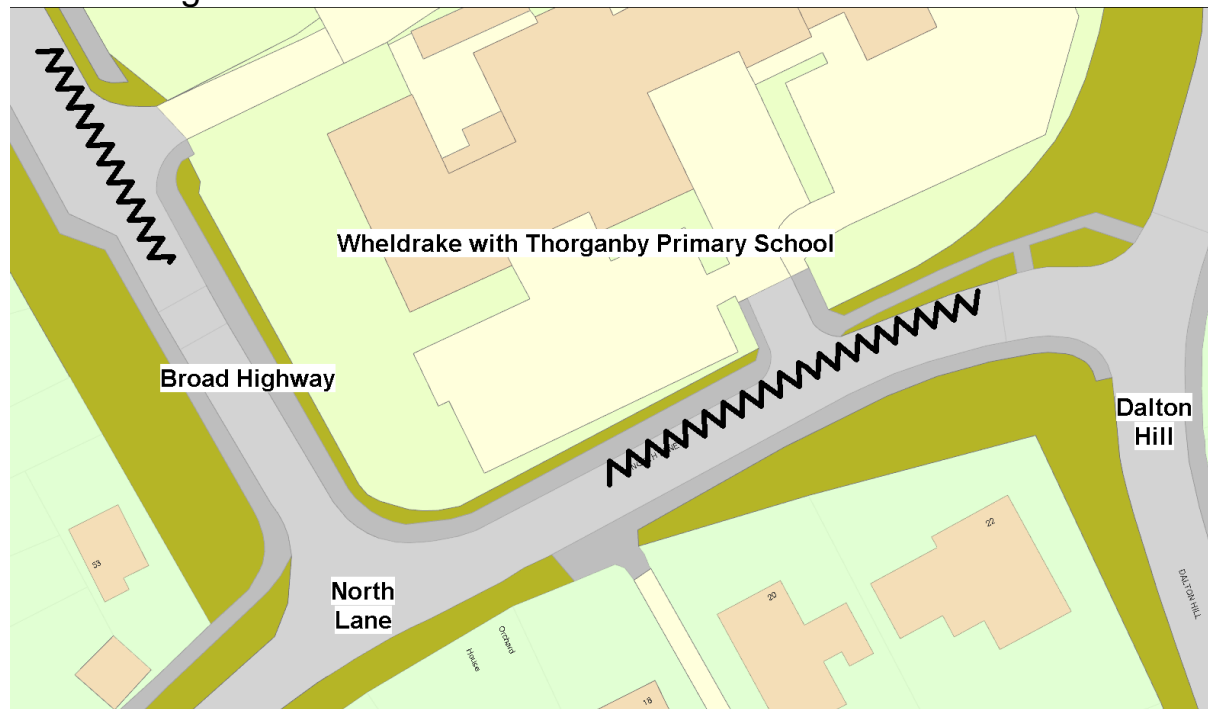 Wheldrake with Thorganby Primary School
Broad Highway
Dalton
Hill
North
Lane
53
22
20
18
Orchard
House
DALTON HILL